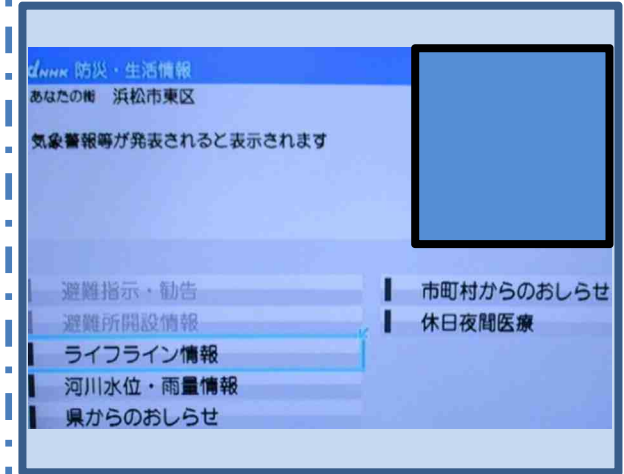 dNHK 防災・生活情報
あなたの街 浜松市東区
気象警報等が発表されると表示されます
避難指示・勧告
避難所開設情報
ライフライン情報
河川水位・雨量情報
県からのおしらせ
市町村からのおしらせ
休日夜間医療